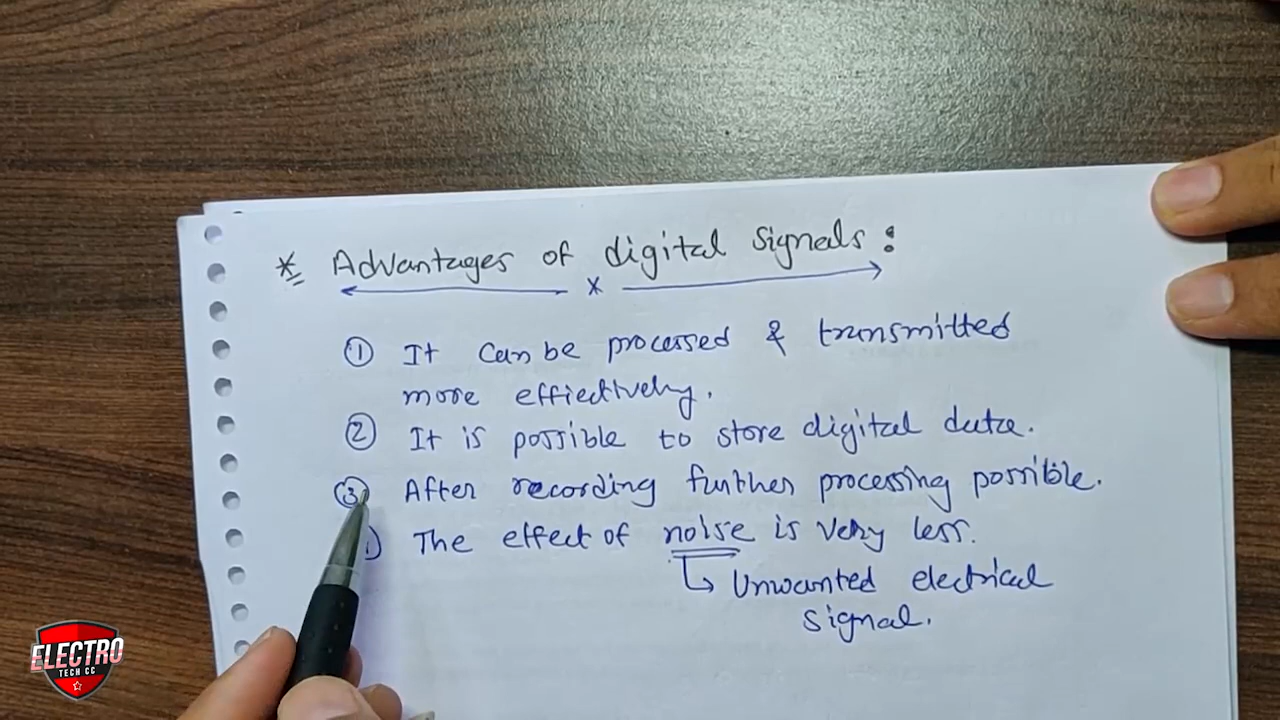 * Advantages of digital signals :
x
① It can be processed & transmitted
more effiectively.
② It is possible to store digital data.
③ After recording further processing possible.
The effect of noise is very less.
↳ Unwanted electrical
signal.
ELECTRO
TECH CC